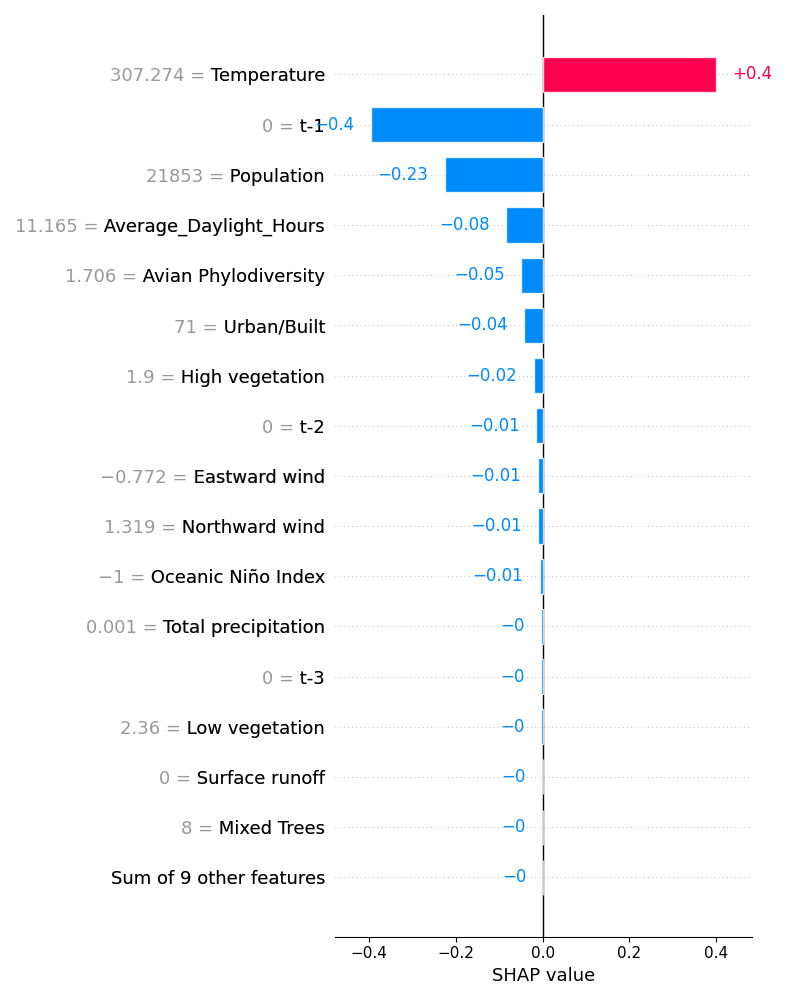 307.274 = Temperature +0.4
0 = t-1 −0.4
21853 = Population −0.23
11.165 = Average_Daylight_Hours −0.08
1.706 = Avian Phylodiversity −0.05
71 = Urban/Built −0.04
1.9 = High vegetation −0.02
0 = t-2 −0.01
−0.772 = Eastward wind −0.01
1.319 = Northward wind −0.01
−1 = Oceanic Niño Index −0.01
0.001 = Total precipitation −0
0 = t-3 −0
2.36 = Low vegetation −0
0 = Surface runoff −0
8 = Mixed Trees −0
Sum of 9 other features −0
−0.4 −0.2 0.0 0.2 0.4
SHAP value